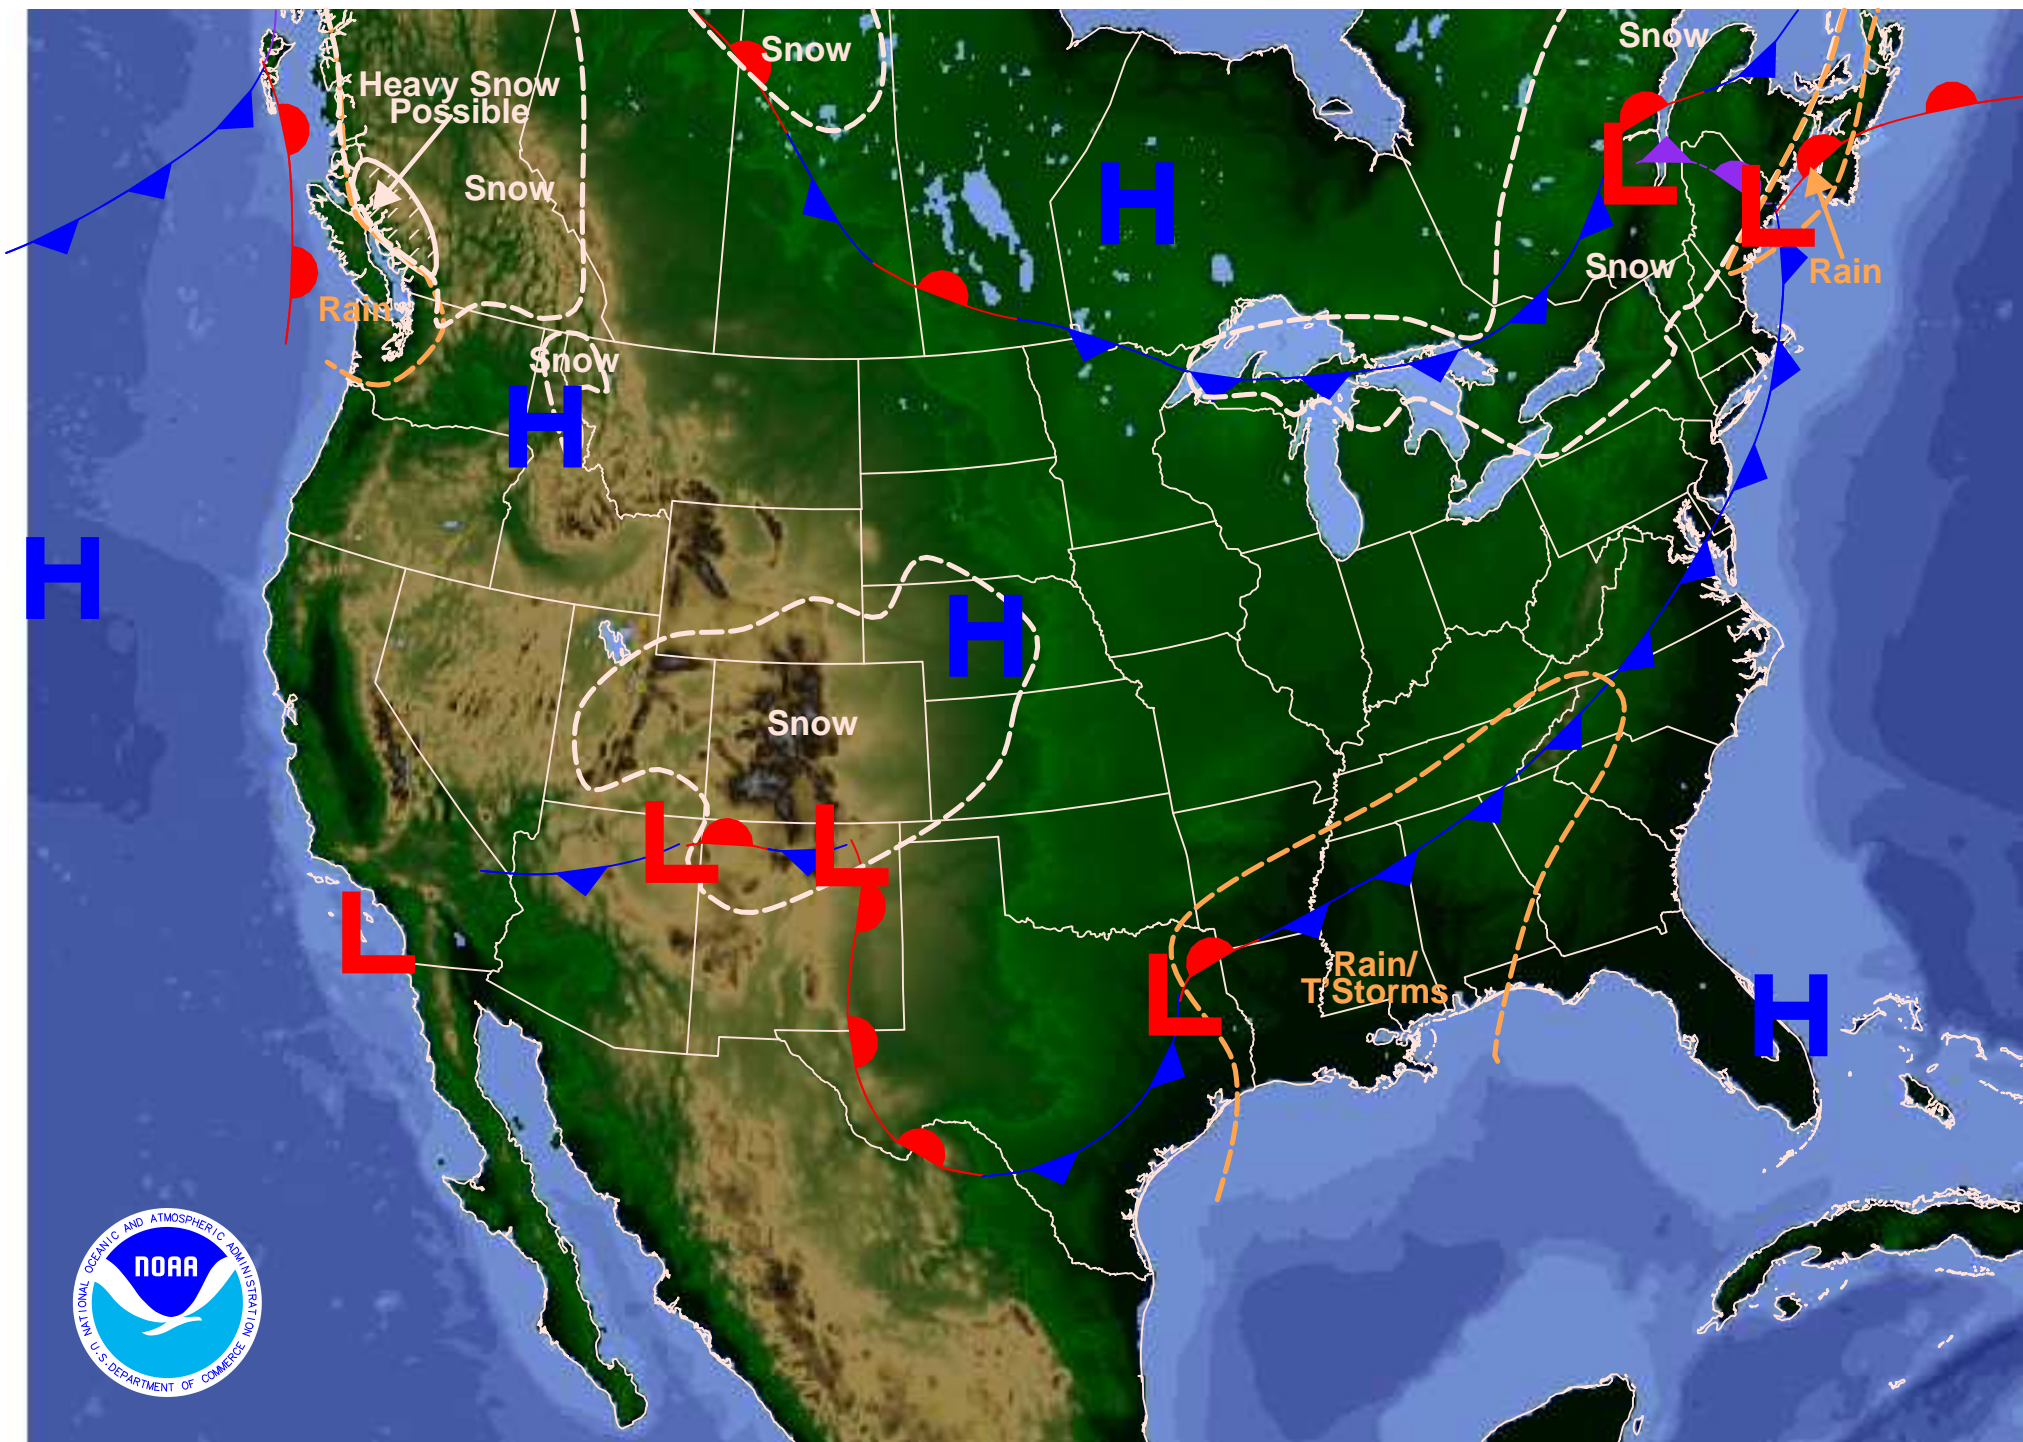 Snow
Snow
Heavy Snow
Possible
Snow
H
L
L
Snow
Rain
Rain
Snow
H
H
H
Snow
L
L
L
Rain/
T'Storms
L
H
NOAA
NATIONAL OCEANIC AND ATMOSPHERIC ADMINISTRATION
U.S. DEPARTMENT OF COMMERCE